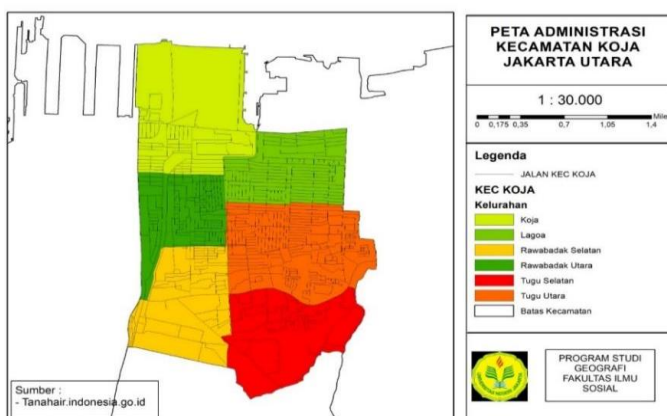 PETA ADMINISTRASI
KECAMATAN KOJA
JAKARTA UTARA
1 : 30.000
0 0,175 0,35 0,7 1,05 1,4
Mile
Legenda
JALAN KEC KOJA
KEC KOJA
Kelurahan
Koja
Lagoa
Rawabadak Selatan
Rawabadak Utara
Tugu Selatan
Tugu Utara
Batas Kecamatan
PROGRAM STUDI
GEOGRAFI
FAKULTAS ILMU
SOSIAL
Sumber :
- Tanahair.indonesia.go.id